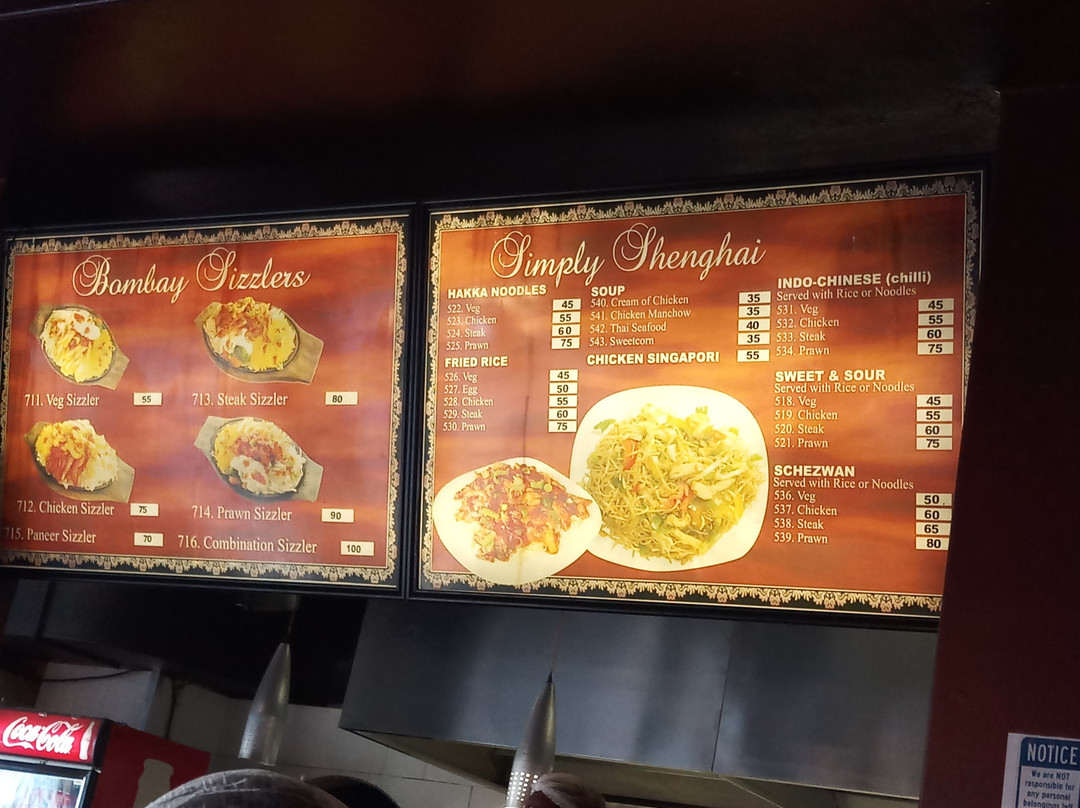 Bombay Sizzlers
711. Veg Sizzler 55
713. Steak Sizzler 80
712. Chicken Sizzler 75
714. Prawn Sizzler 90
715. Paneer Sizzler 70
716. Combination Sizzler 100
Simply Shenghai
HAKKA NOODLES
522. Veg 45
523. Chicken 55
524. Steak 60
525. Prawn 75
FRIED RICE
526. Veg 45
527. Egg 50
528. Chicken 55
529. Steak 60
530. Prawn 75
SOUP
540. Cream of Chicken 35
541. Chicken Manchow 35
542. Thai Seafood 40
543. Sweetcorn 35
CHICKEN SINGAPORI 55
INDO-CHINESE (chilli)
Served with Rice or Noodles
531. Veg 45
532. Chicken 55
533. Steak 60
534. Prawn 75
SWEET & SOUR
Served with Rice or Noodles
518. Veg 45
519. Chicken 55
520. Steak 60
521. Prawn 75
SCHEZWAN
Served with Rice or Noodles
536. Veg 50
537. Chicken 60
538. Steak 65
539. Prawn 80
Coca-Cola
NOTICE
We are NOT
responsible for
any personal
belongings